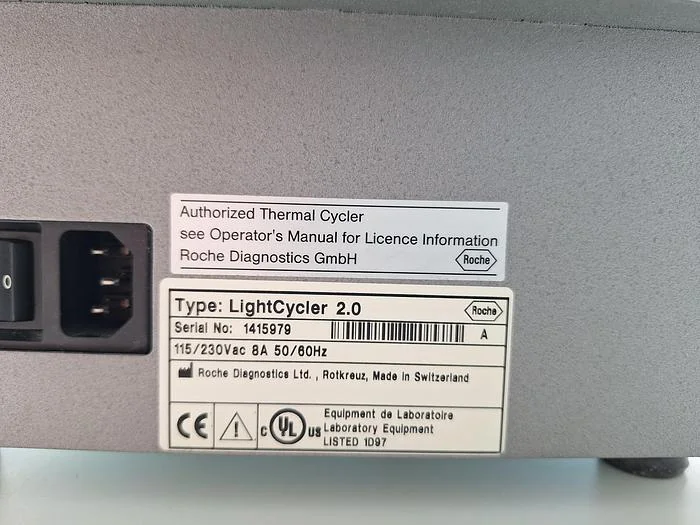 Authorized Thermal Cycler
see Operator's Manual for Licence Information
Roche Diagnostics GmbH
Roche
Type: LightCycler 2.0
Roche
Serial No: 1415979
A
115/230Vac 8A 50/60Hz
Roche Diagnostics Ltd., Rotkreuz, Made in Switzerland
CE
C UL US
Equipment de Laboratoire
Laboratory Equipment
LISTED 1D97
O